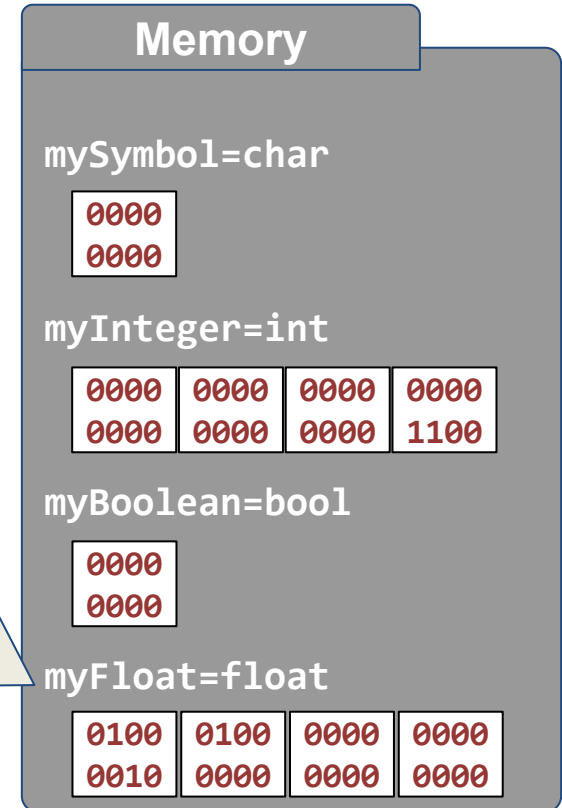 Memory
mySymbol=char
0000
0000
myInteger=int
0000 0000 0000 0000
0000 0000 0000 1100
myBoolean=bool
0000
0000
myFloat=float
0100 0100 0000 0000
0010 0000 0000 0000